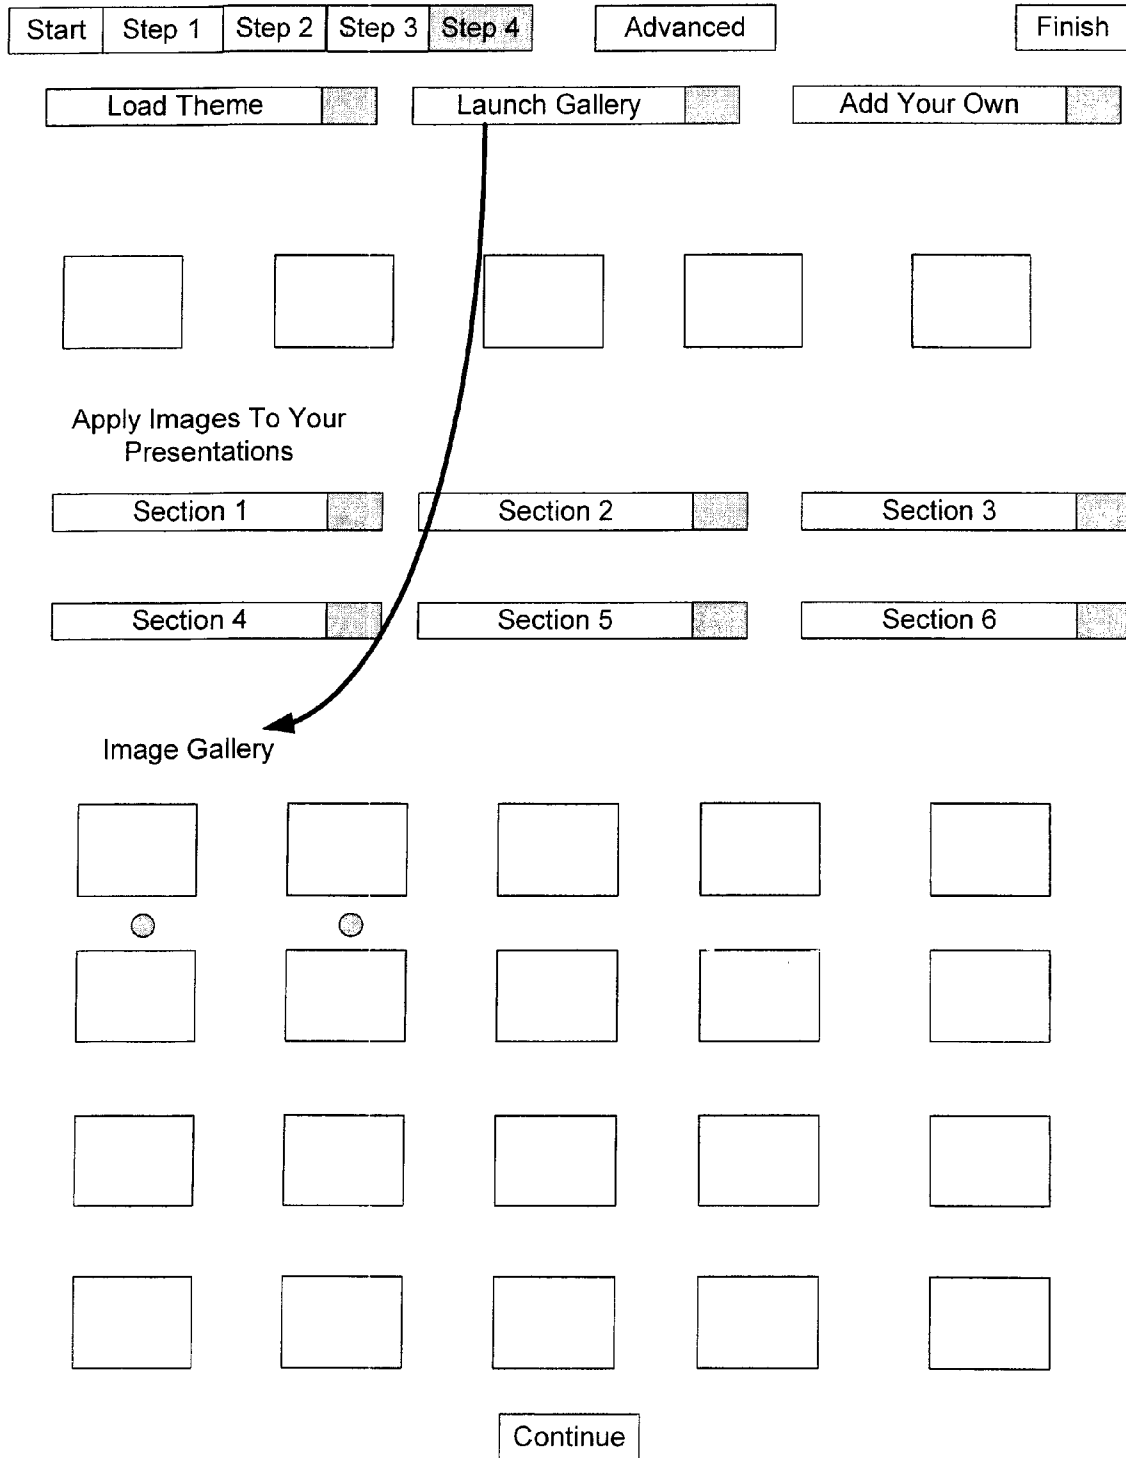 Start Step 1 Step 2 Step 3 Step 4 Advanced Finish
Load Theme Launch Gallery Add Your Own
Apply Images To Your
Presentations
Section 1 Section 2 Section 3
Section 4 Section 5 Section 6
Image Gallery
Continue